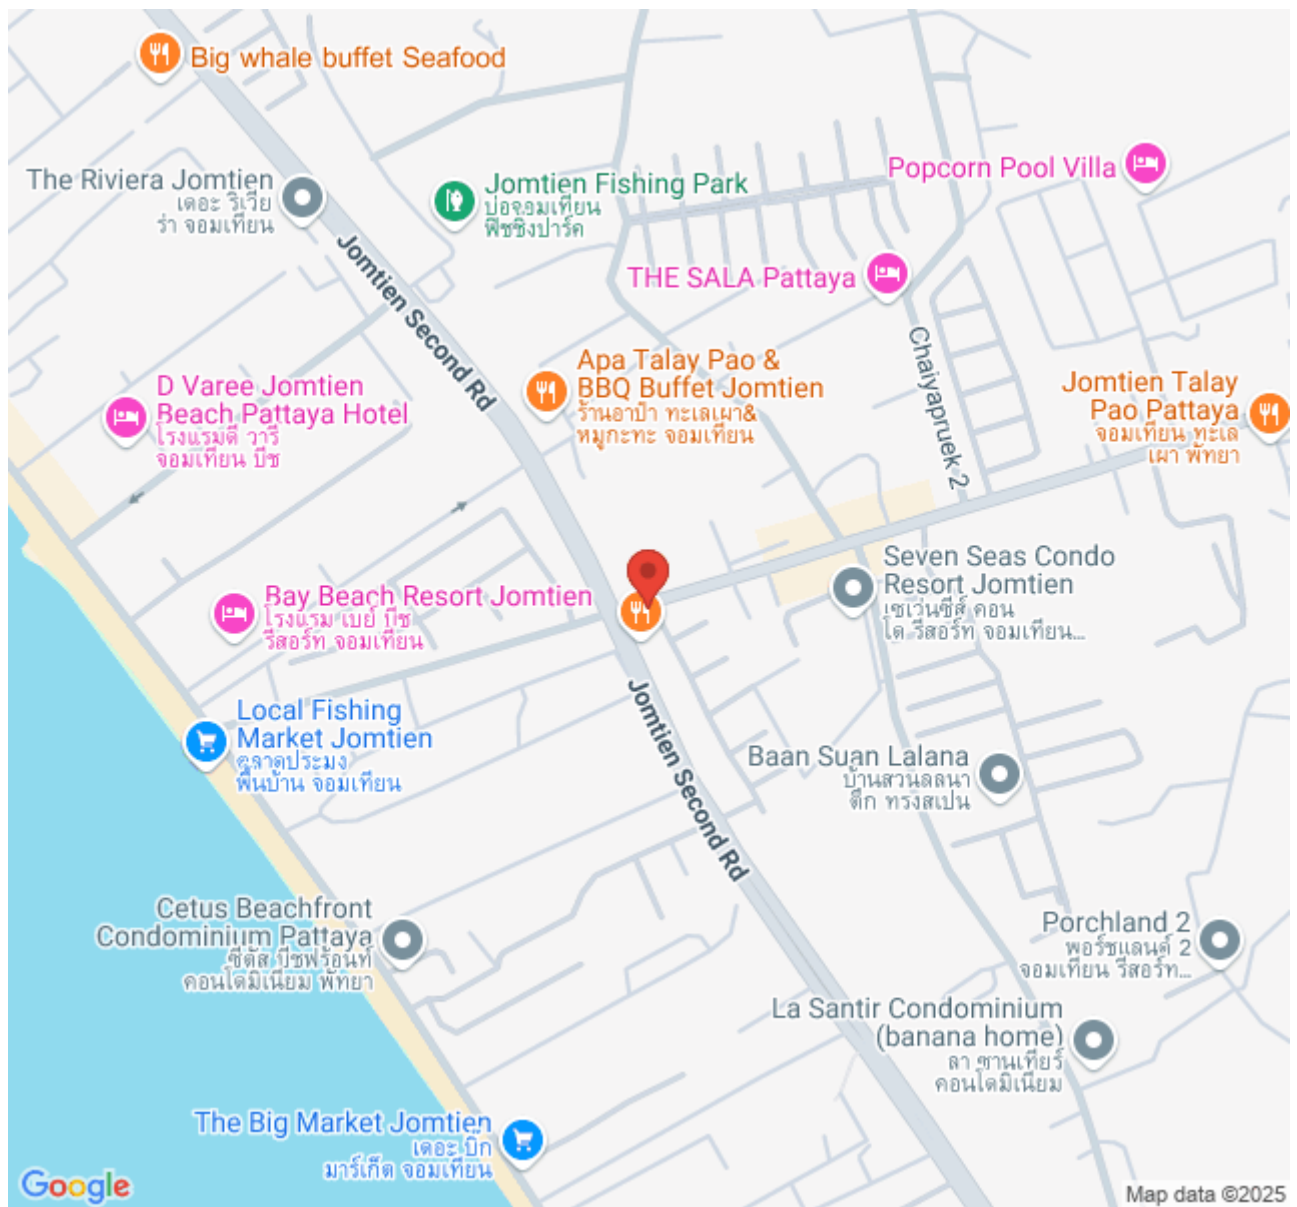 Big whale buffet Seafood
The Riviera Jomtien
เดอะ ริเวีย
ร่า จอมเทียน
Jomtien Fishing Park
บ่อจอมเทียน
ฟิชชิงปาร์ค
Popcorn Pool Villa
THE SALA Pattaya
Jomtien Second Rd
Chaiyapruek 2
Apa Talay Pao &
BBQ Buffet Jomtien
ร้านอาป๋า ทะเลเผา&
หมูกะทะ จอมเทียน
D Varee Jomtien
Beach Pattaya Hotel
โรงแรมดี วารี
จอมเทียน บีช
Jomtien Talay
Pao Pattaya
จอมเทียน ทะเล
เผา พัทยา
Seven Seas Condo
Resort Jomtien
เซเว่นซีส์ คอน
โด รีสอร์ท จอมเทียน...
Bay Beach Resort Jomtien
โรงแรม เบย์ บีช
รีสอร์ท จอมเทียน
Local Fishing
Market Jomtien
ตลาดประมง
พื้นบ้าน จอมเทียน
Jomtien Second Rd
Baan Suan Lalana
บ้านสวนลลนา
ตึก ทรงสเปน
Cetus Beachfront
Condominium Pattaya
ซีตัส บีชฟร้อนท์
คอนโดมิเนียม พัทยา
Porchland 2
พอร์ชแลนด์ 2
จอมเทียน รีสอร์ท...
La Santir Condominium
(banana home)
ลา ซานเทียร์
คอนโดมิเนียม
The Big Market Jomtien
เดอะ บิ๊ก
มาร์เก็ต จอมเทียน
Google
Map data ©2025